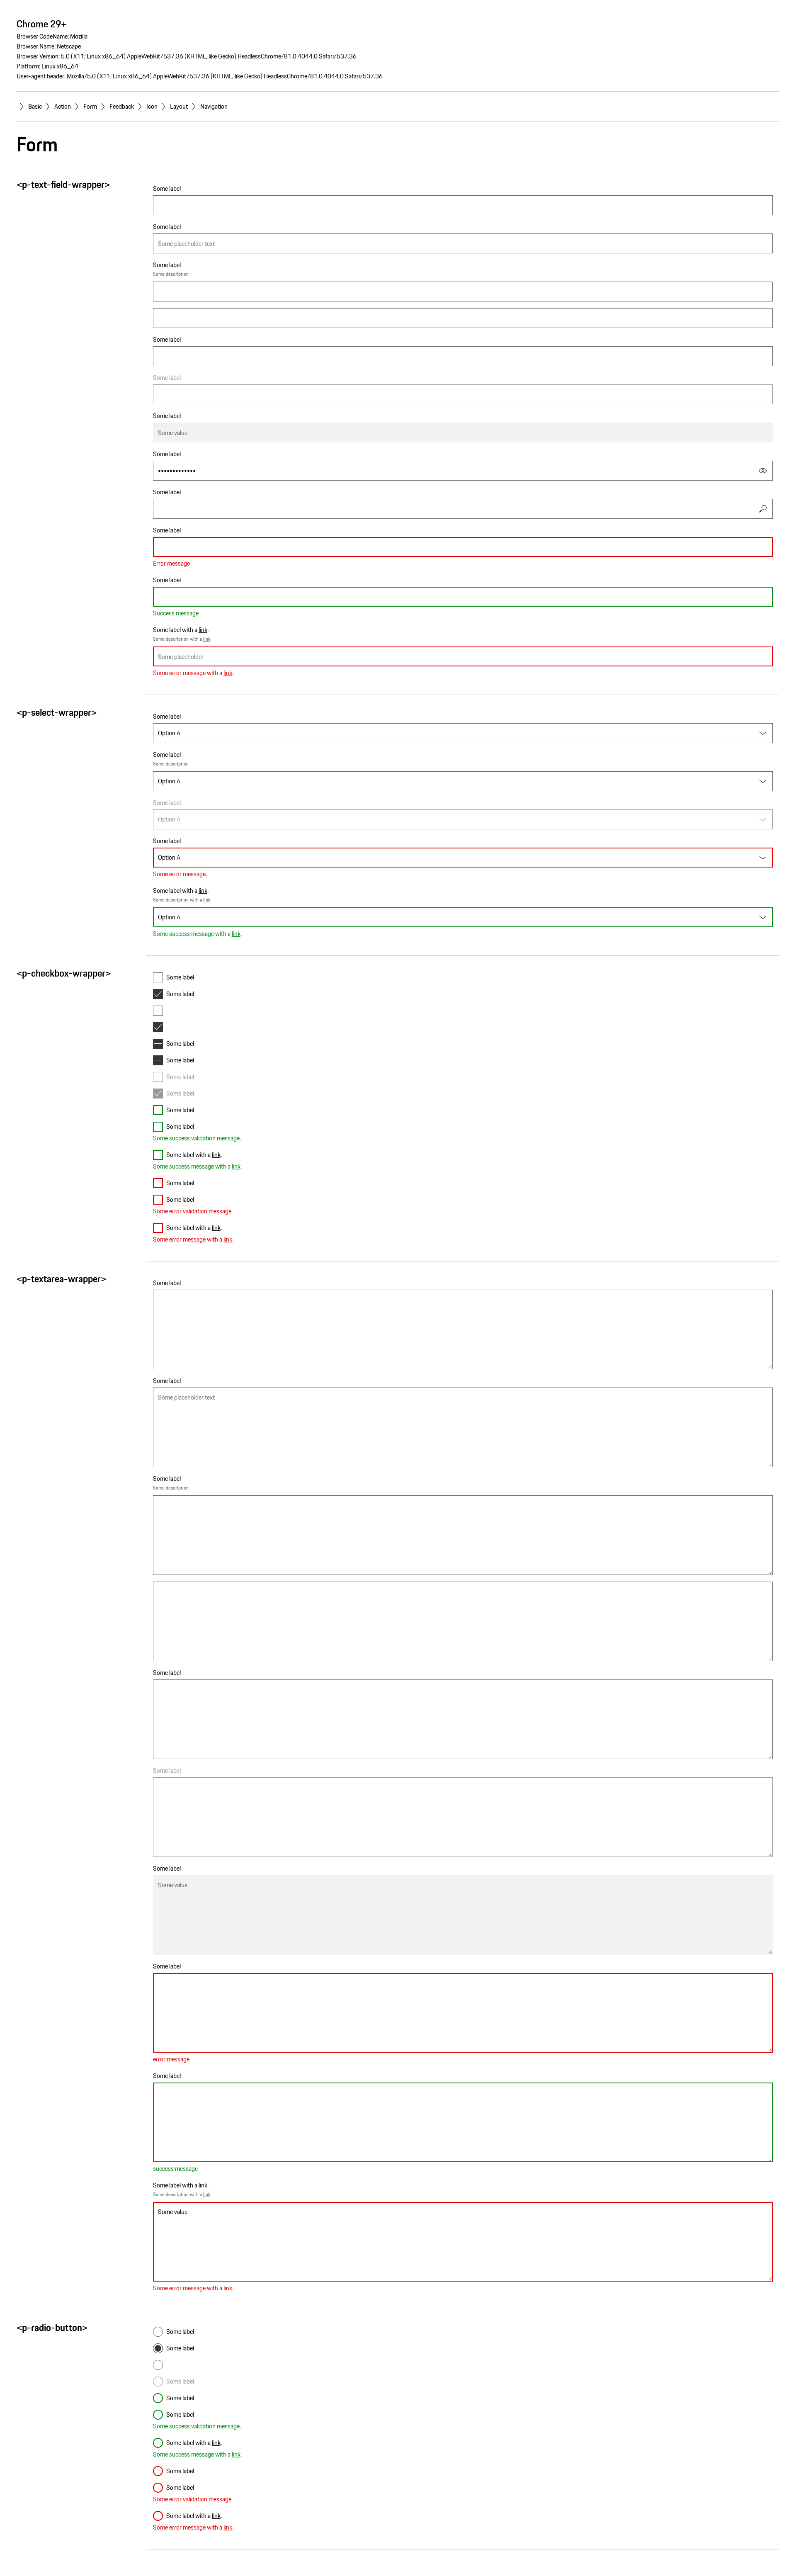 Chrome 29+
Browser CodeName: Mozilla
Browser Name: Netscape
Browser Version: 5.0 (X11; Linux x86_64) AppleWebKit/537.36 (KHTML, like Gecko) HeadlessChrome/81.0.4044.0 Safari/537.36
Platform: Linux x86_64
User-agent header: Mozilla/5.0 (X11; Linux x86_64) AppleWebKit/537.36 (KHTML, like Gecko) HeadlessChrome/81.0.4044.0 Safari/537.36
Basic Action Form Feedback Icon Layout Navigation
Form
<p-text-field-wrapper>
Some label
Some label
Some placeholder text
Some label
Some description
Some label
Some label
Some label
Some value
Some label
•••••••••••••
Some label
Some label
Error message
Some label
Success message
Some label with a link.
Some description with a link.
Some placeholder
Some error message with a link.
<p-select-wrapper>
Some label
Option A
Some label
Some description
Option A
Some label
Option A
Some label
Option A
Some error message.
Some label with a link.
Some description with a link.
Option A
Some success message with a link.
<p-checkbox-wrapper>
Some label
Some label
Some label
Some label
Some label
Some label
Some label
Some label
Some success validation message.
Some label with a link.
Some success message with a link.
Some label
Some label
Some error validation message.
Some label with a link.
Some error message with a link.
<p-textarea-wrapper>
Some label
Some label
Some placeholder text
Some label
Some description
Some label
Some label
Some label
Some value
Some label
error message
Some label
success message
Some label with a link.
Some description with a link.
Some value
Some error message with a link.
<p-radio-button>
Some label
Some label
Some label
Some label
Some label
Some success validation message.
Some label with a link.
Some success message with a link.
Some label
Some label
Some error validation message.
Some label with a link.
Some error message with a link.